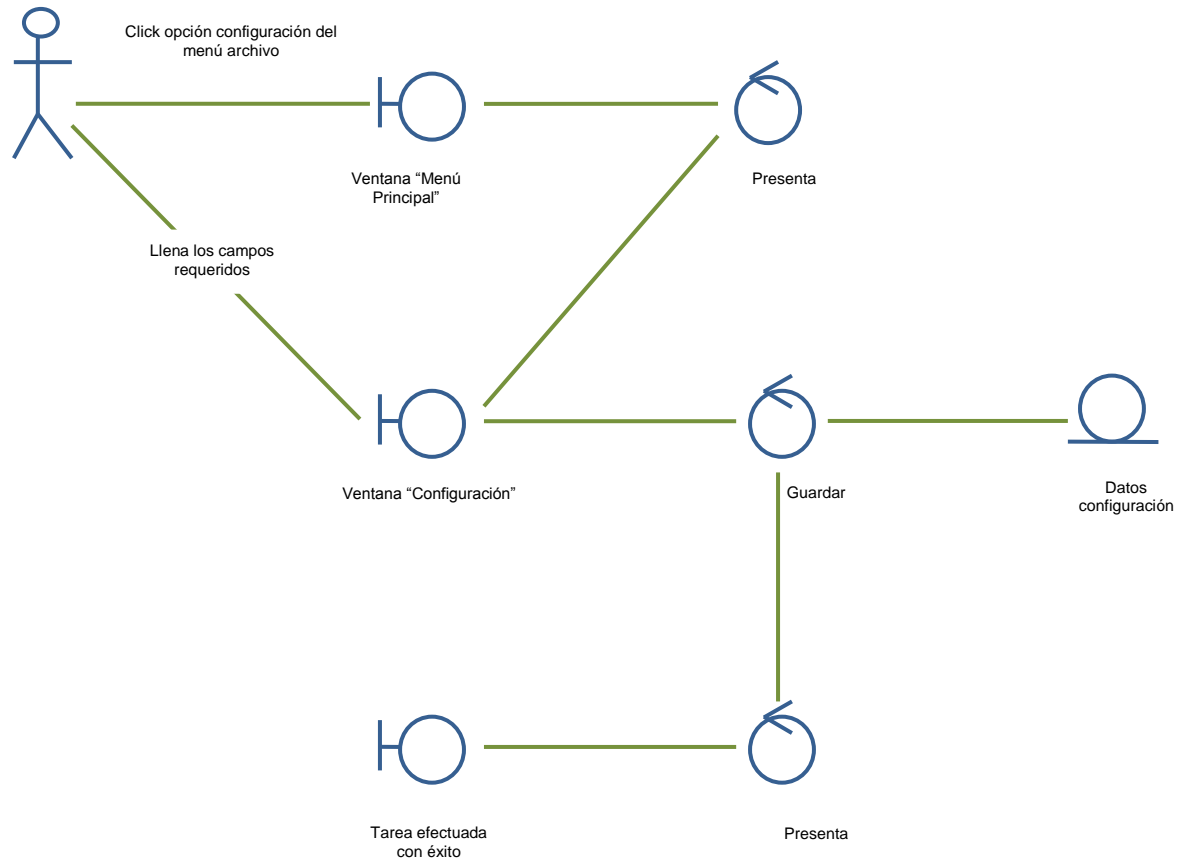 Click opción configuración del
menú archivo
Ventana “Menú
Principal”
Presenta
Llena los campos
requeridos
Ventana “Configuración”
Guardar
Datos
configuración
Tarea efectuada
con éxito
Presenta